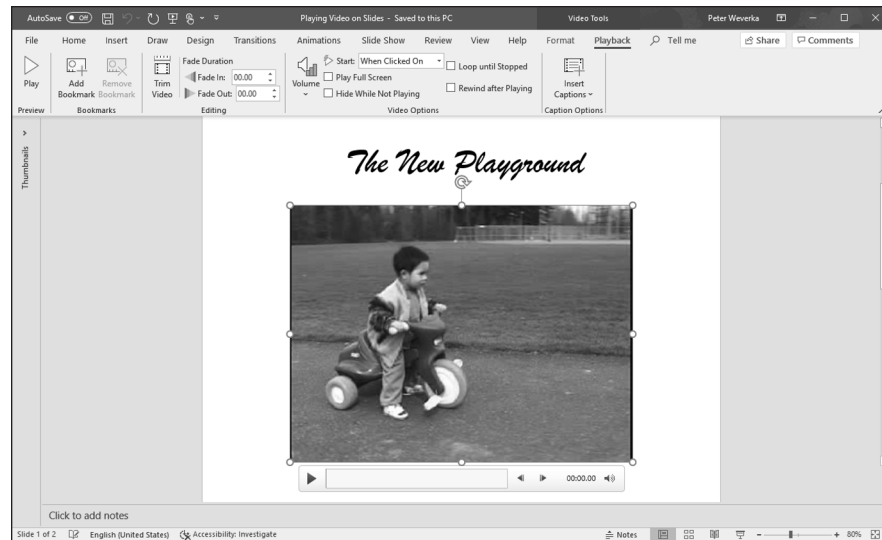 AutoSave Off Playing Video on Slides - Saved to this PC Video Tools Peter Weverka
File Home Insert Draw Design Transitions Animations Slide Show Review View Help Format Playback Tell me Share Comments
Play
Preview
Add Bookmark
Remove Bookmark
Bookmarks
Trim Video
Fade Duration
Fade In: 00.00
Fade Out: 00.00
Editing
Volume
Start: When Clicked On
Play Full Screen
Hide While Not Playing
Loop until Stopped
Rewind after Playing
Video Options
Insert Captions
Caption Options
Thumbnails
The New Playground
00:00.00
Click to add notes
Slide 1 of 2 English (United States) Accessibility: Investigate Notes 80%